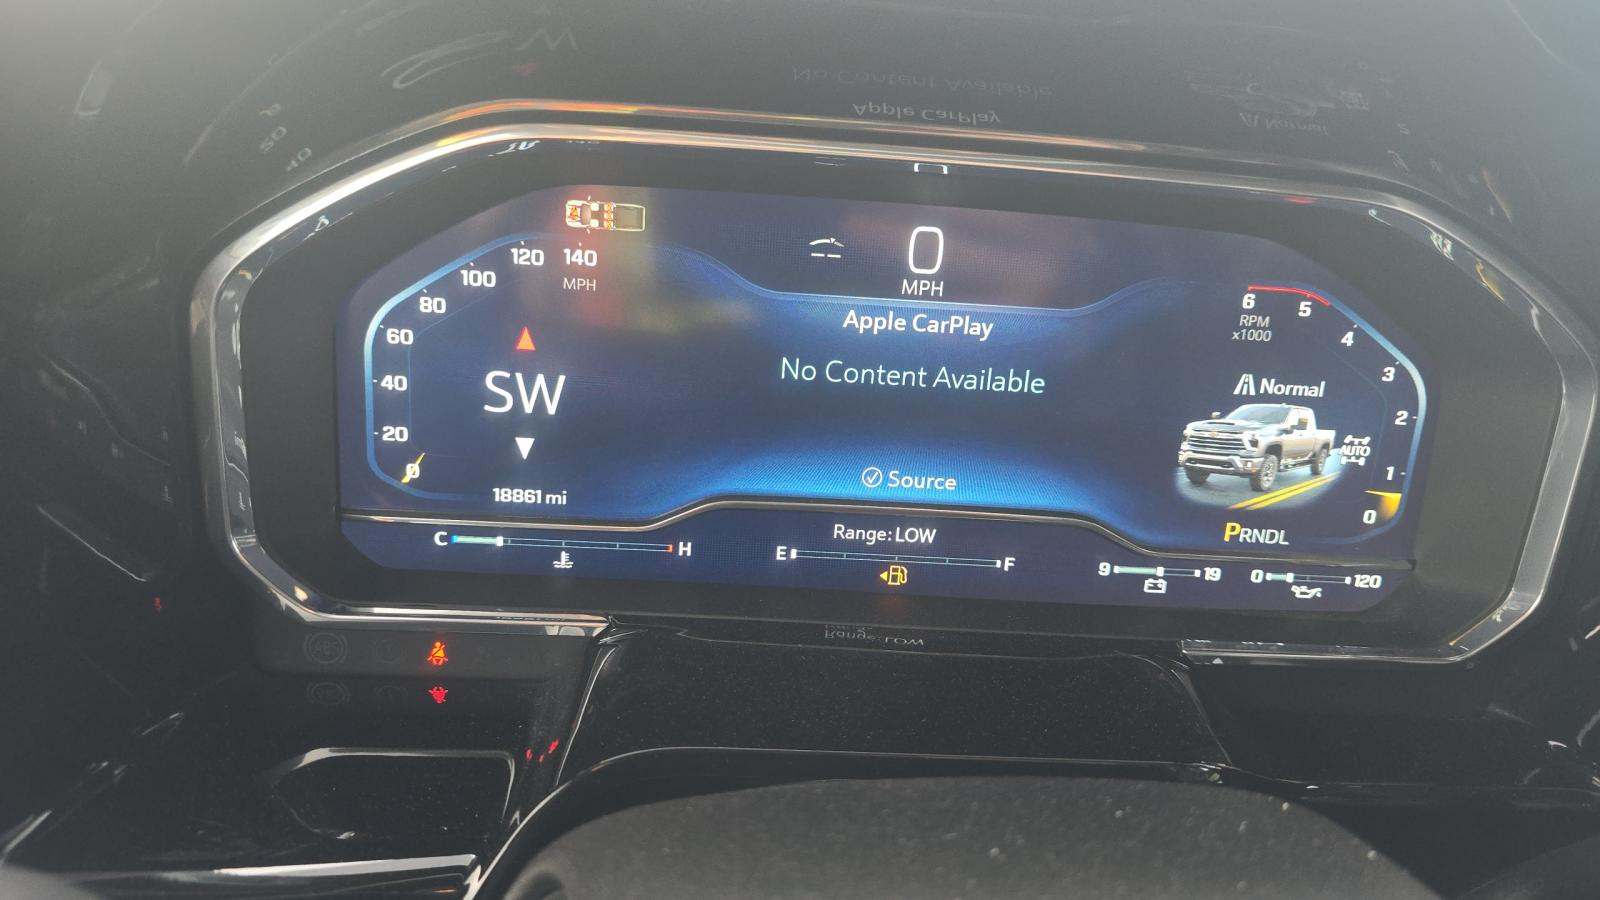 0
MPH
120
140
MPH
100
80
60
40
20
0
SW
18861 mi
Apple CarPlay
No Content Available
Source
6
5
4
3
2
1
0
RPM
x1000
Normal
AUTO
PRNDL
C
H
Range: LOW
E
F
9
19
0
120